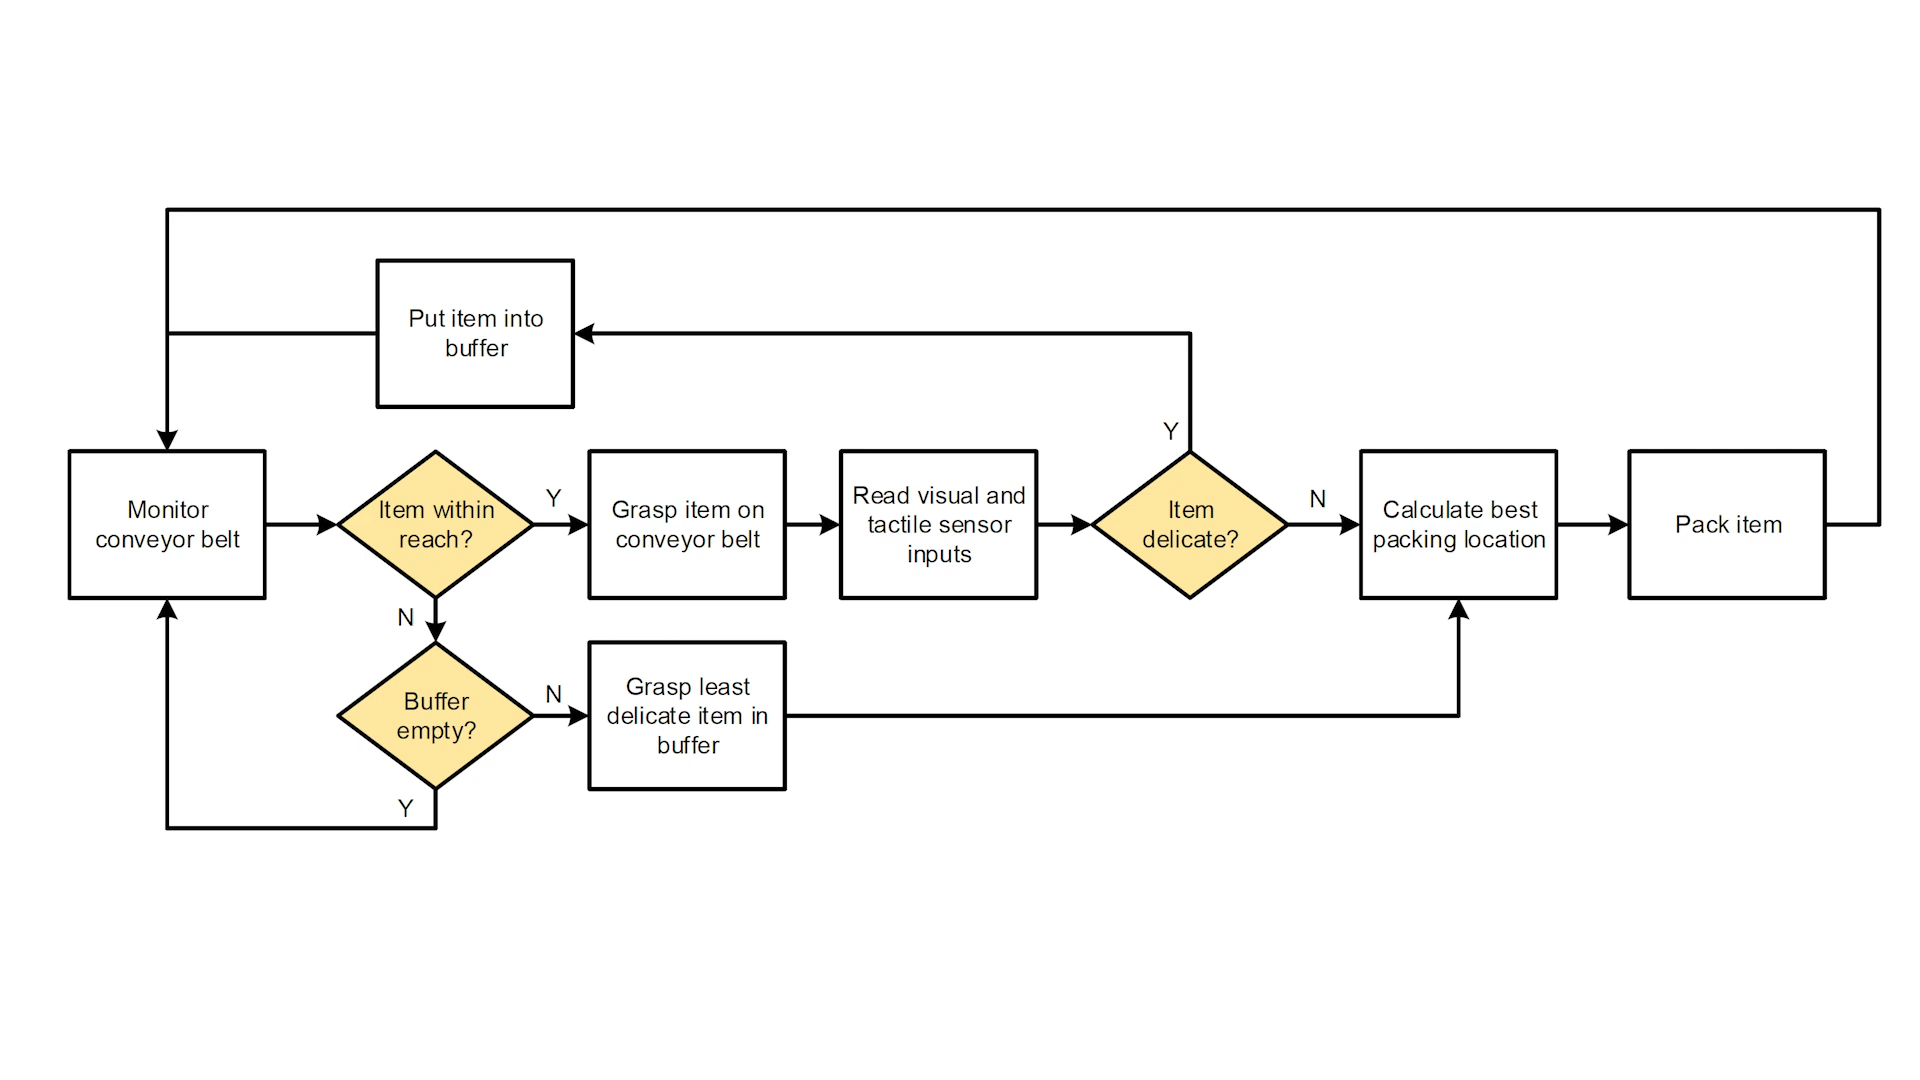 Put item into
buffer
Y
Monitor
conveyor belt
Item within
reach?
Y
Grasp item on
conveyor belt
Read visual and
tactile sensor
inputs
Item
delicate?
N
Calculate best
packing location
Pack item
N
Buffer
empty?
N
Grasp least
delicate item in
buffer
Y